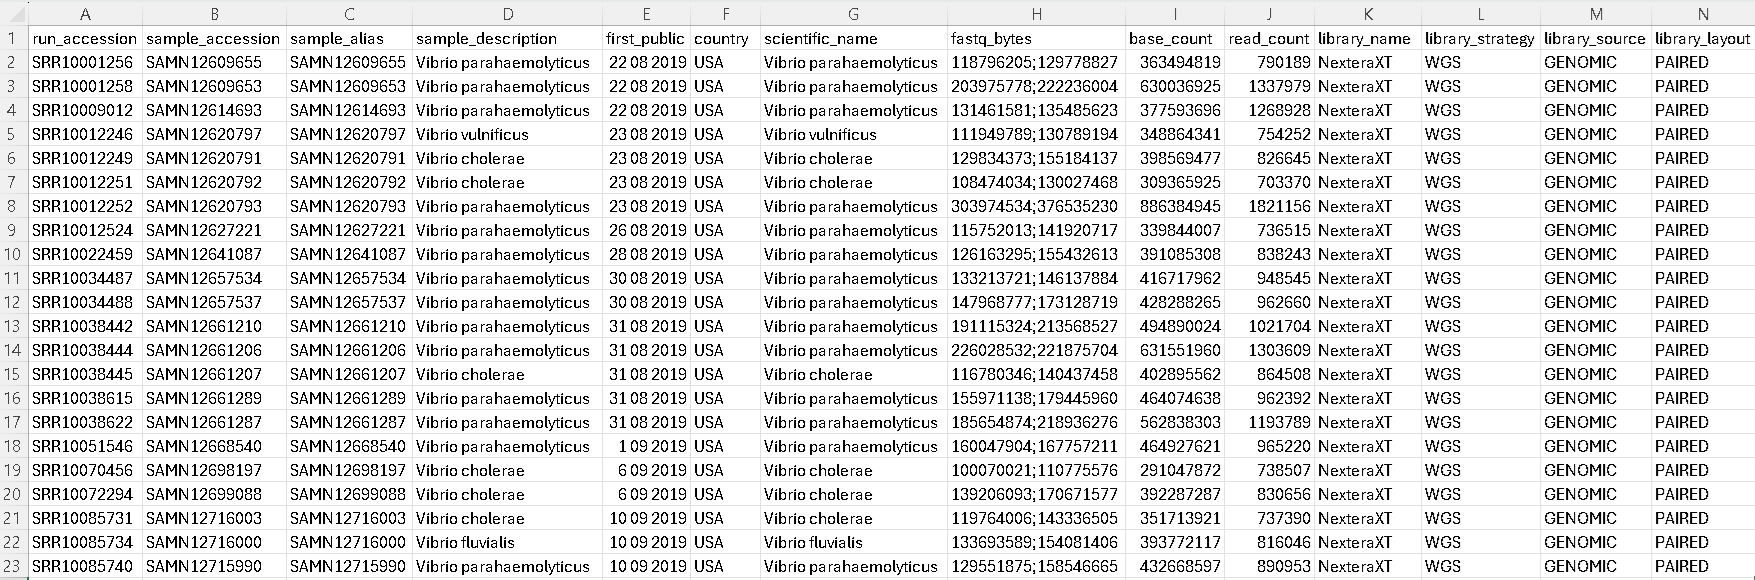 A B C D E F G H I J K L M N
1 run_accession sample_accession sample_alias sample_description first_public country scientific_name fastq_bytes base_count read_count library_name library_strategy library_source library_layout
2 SRR10001256 SAMN12609655 SAMN12609655 Vibrio parahaemolyticus 22 08 2019 USA Vibrio parahaemolyticus 118796205;129778827 363494819 790189 NexteraXT WGS GENOMIC PAIRED
3 SRR10001258 SAMN12609653 SAMN12609653 Vibrio parahaemolyticus 22 08 2019 USA Vibrio parahaemolyticus 203975778;222236004 630036925 1337979 NexteraXT WGS GENOMIC PAIRED
4 SRR10009012 SAMN12614693 SAMN12614693 Vibrio parahaemolyticus 22 08 2019 USA Vibrio parahaemolyticus 131461581;135485623 377593696 1268928 NexteraXT WGS GENOMIC PAIRED
5 SRR10012246 SAMN12620797 SAMN12620797 Vibrio vulnificus 23 08 2019 USA Vibrio vulnificus 111949789;130789194 348864341 754252 NexteraXT WGS GENOMIC PAIRED
6 SRR10012249 SAMN12620791 SAMN12620791 Vibrio cholerae 23 08 2019 USA Vibrio cholerae 129834373;155184137 398569477 826645 NexteraXT WGS GENOMIC PAIRED
7 SRR10012251 SAMN12620792 SAMN12620792 Vibrio cholerae 23 08 2019 USA Vibrio cholerae 108474034;130027468 309365925 703370 NexteraXT WGS GENOMIC PAIRED
8 SRR10012252 SAMN12620793 SAMN12620793 Vibrio parahaemolyticus 23 08 2019 USA Vibrio parahaemolyticus 303974534;376535230 886384945 1821156 NexteraXT WGS GENOMIC PAIRED
9 SRR10012524 SAMN12627221 SAMN12627221 Vibrio parahaemolyticus 26 08 2019 USA Vibrio parahaemolyticus 115752013;141920717 339844007 736515 NexteraXT WGS GENOMIC PAIRED
10 SRR10022459 SAMN12641087 SAMN12641087 Vibrio parahaemolyticus 28 08 2019 USA Vibrio parahaemolyticus 126163295;155432613 391085308 838243 NexteraXT WGS GENOMIC PAIRED
11 SRR10034487 SAMN12657534 SAMN12657534 Vibrio parahaemolyticus 30 08 2019 USA Vibrio parahaemolyticus 133213721;146137884 416717962 948545 NexteraXT WGS GENOMIC PAIRED
12 SRR10034488 SAMN12657537 SAMN12657537 Vibrio parahaemolyticus 30 08 2019 USA Vibrio parahaemolyticus 147968777;173128719 428288265 962660 NexteraXT WGS GENOMIC PAIRED
13 SRR10038442 SAMN12661210 SAMN12661210 Vibrio parahaemolyticus 31 08 2019 USA Vibrio parahaemolyticus 191115324;213568527 494890024 1021704 NexteraXT WGS GENOMIC PAIRED
14 SRR10038444 SAMN12661206 SAMN12661206 Vibrio parahaemolyticus 31 08 2019 USA Vibrio parahaemolyticus 226028532;221875704 631551960 1303609 NexteraXT WGS GENOMIC PAIRED
15 SRR10038445 SAMN12661207 SAMN12661207 Vibrio cholerae 31 08 2019 USA Vibrio cholerae 116780346;140437458 402895562 864508 NexteraXT WGS GENOMIC PAIRED
16 SRR10038615 SAMN12661289 SAMN12661289 Vibrio parahaemolyticus 31 08 2019 USA Vibrio parahaemolyticus 155971138;179445960 464074638 962392 NexteraXT WGS GENOMIC PAIRED
17 SRR10038622 SAMN12661287 SAMN12661287 Vibrio parahaemolyticus 31 08 2019 USA Vibrio parahaemolyticus 185654874;218936276 562838303 1193789 NexteraXT WGS GENOMIC PAIRED
18 SRR10051546 SAMN12668540 SAMN12668540 Vibrio parahaemolyticus 1 09 2019 USA Vibrio parahaemolyticus 160047904;167757211 464927621 965220 NexteraXT WGS GENOMIC PAIRED
19 SRR10070456 SAMN12698197 SAMN12698197 Vibrio cholerae 6 09 2019 USA Vibrio cholerae 100070021;110775576 291047872 738507 NexteraXT WGS GENOMIC PAIRED
20 SRR10072294 SAMN12699088 SAMN12699088 Vibrio cholerae 6 09 2019 USA Vibrio cholerae 139206093;170671577 392287287 830656 NexteraXT WGS GENOMIC PAIRED
21 SRR10085731 SAMN12716003 SAMN12716003 Vibrio cholerae 10 09 2019 USA Vibrio cholerae 119764006;143336505 351713921 737390 NexteraXT WGS GENOMIC PAIRED
22 SRR10085734 SAMN12716000 SAMN12716000 Vibrio fluvialis 10 09 2019 USA Vibrio fluvialis 133693589;154081406 393772117 816046 NexteraXT WGS GENOMIC PAIRED
23 SRR10085740 SAMN12715990 SAMN12715990 Vibrio parahaemolyticus 10 09 2019 USA Vibrio parahaemolyticus 129551875;158546665 432668597 890953 NexteraXT WGS GENOMIC PAIRED